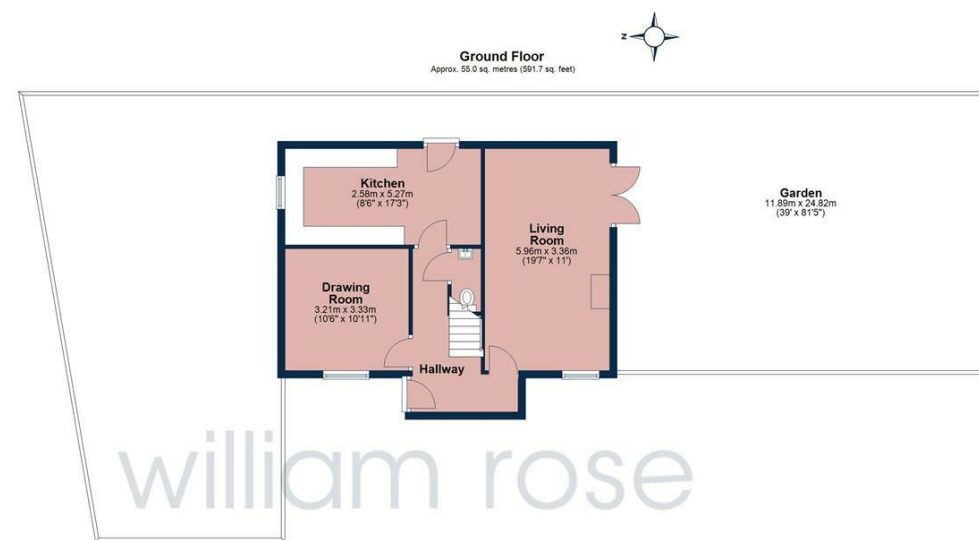 Ground Floor
Approx. 55.0 sq. metres (591.7 sq. feet)
N
Kitchen
2.58m x 5.27m
(8'6" x 17'3")
Garden
11.89m x 24.82m
(39' x 81'5")
Living
Room
5.96m x 3.36m
(19'7" x 11')
Drawing
Room
3.21m x 3.33m
(10'6" x 10'11")
Hallway
william rose